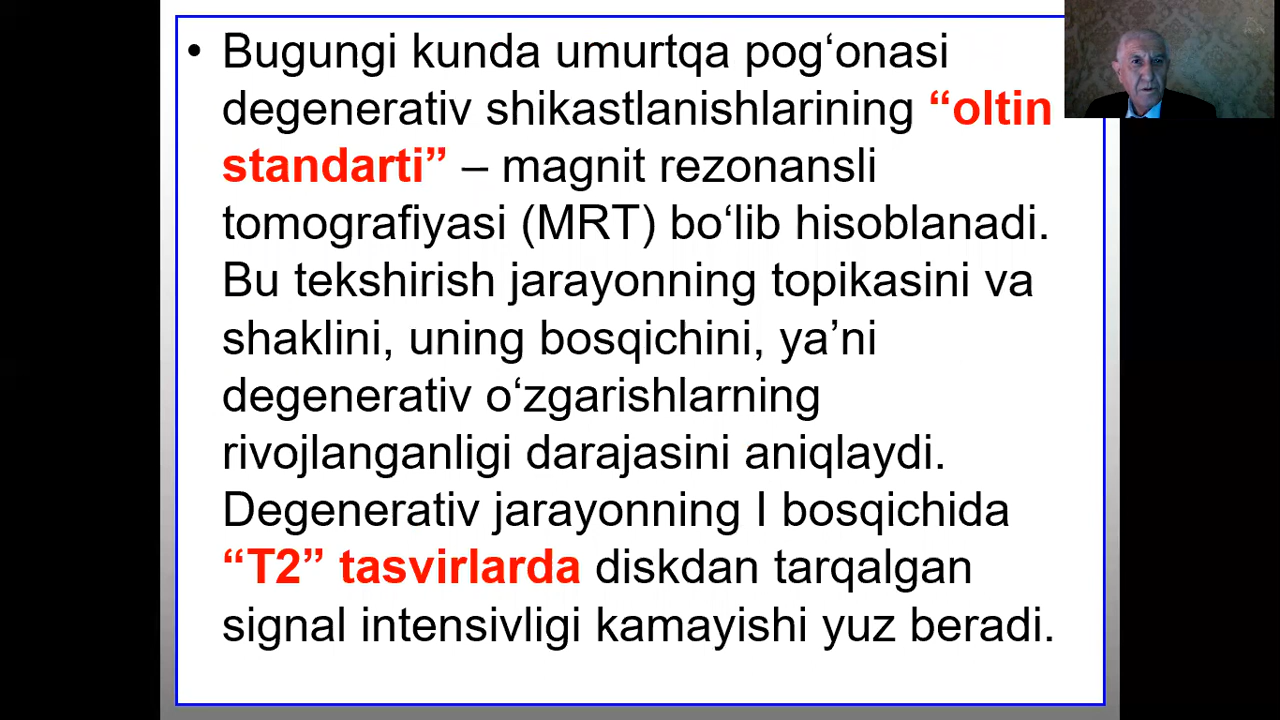 • Bugungi kunda umurtqa pog‘onasi
degenerativ shikastlanishlarining “oltin
standarti” – magnit rezonansli
tomografiyasi (MRT) bo‘lib hisoblanadi.
Bu tekshirish jarayonning topikasini va
shaklini, uning bosqichini, ya’ni
degenerativ o‘zgarishlarning
rivojlanganligi darajasini aniqlaydi.
Degenerativ jarayonning I bosqichida
“T2” tasvirlarda diskdan tarqalgan
signal intensivligi kamayishi yuz beradi.